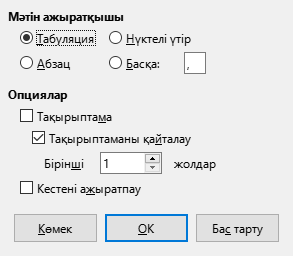 Мәтін ажыратқышы
Табуляция Нүктелі үтір
Абзац Басқа: ,
Опциялар
Тақырыптама
Тақырыптаманы қайталау
Бірінші 1 жолдар
Кестені ажыратпау
Көмек OK Бас тарту